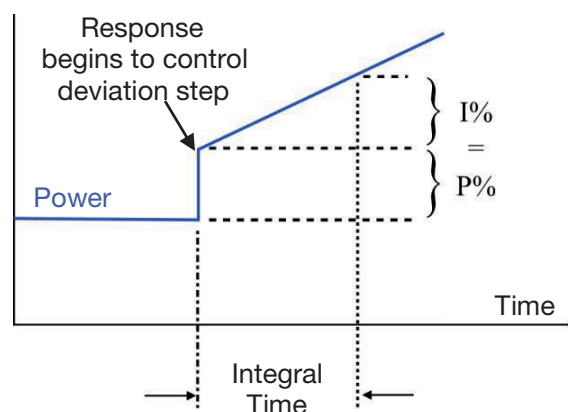 Response
begins to control
deviation step
I%
=
P%
Power
Time
Integral
Time